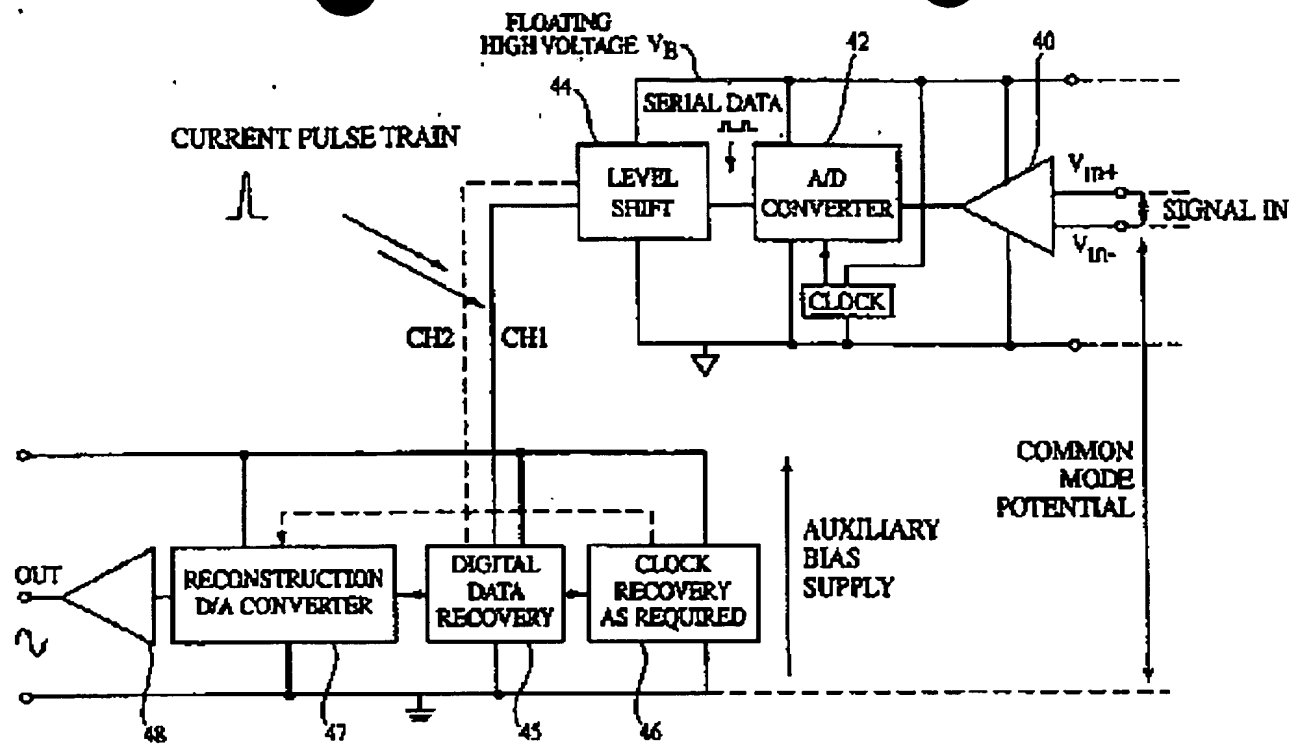 FLOATING
HIGH VOLTAGE VB
42
40
44
SERIAL DATA
CURRENT PULSE TRAIN
LEVEL
SHIFT
A/D
CONVERTER
Vin+
SIGNAL IN
Vin-
CLOCK
CH2
CH1
COMMON
MODE
POTENTIAL
AUXILIARY
BIAS
SUPPLY
OUT
RECONSTRUCTION
D/A CONVERTER
DIGITAL
DATA
RECOVERY
CLOCK
RECOVERY
AS REQUIRED
48
47
45
46